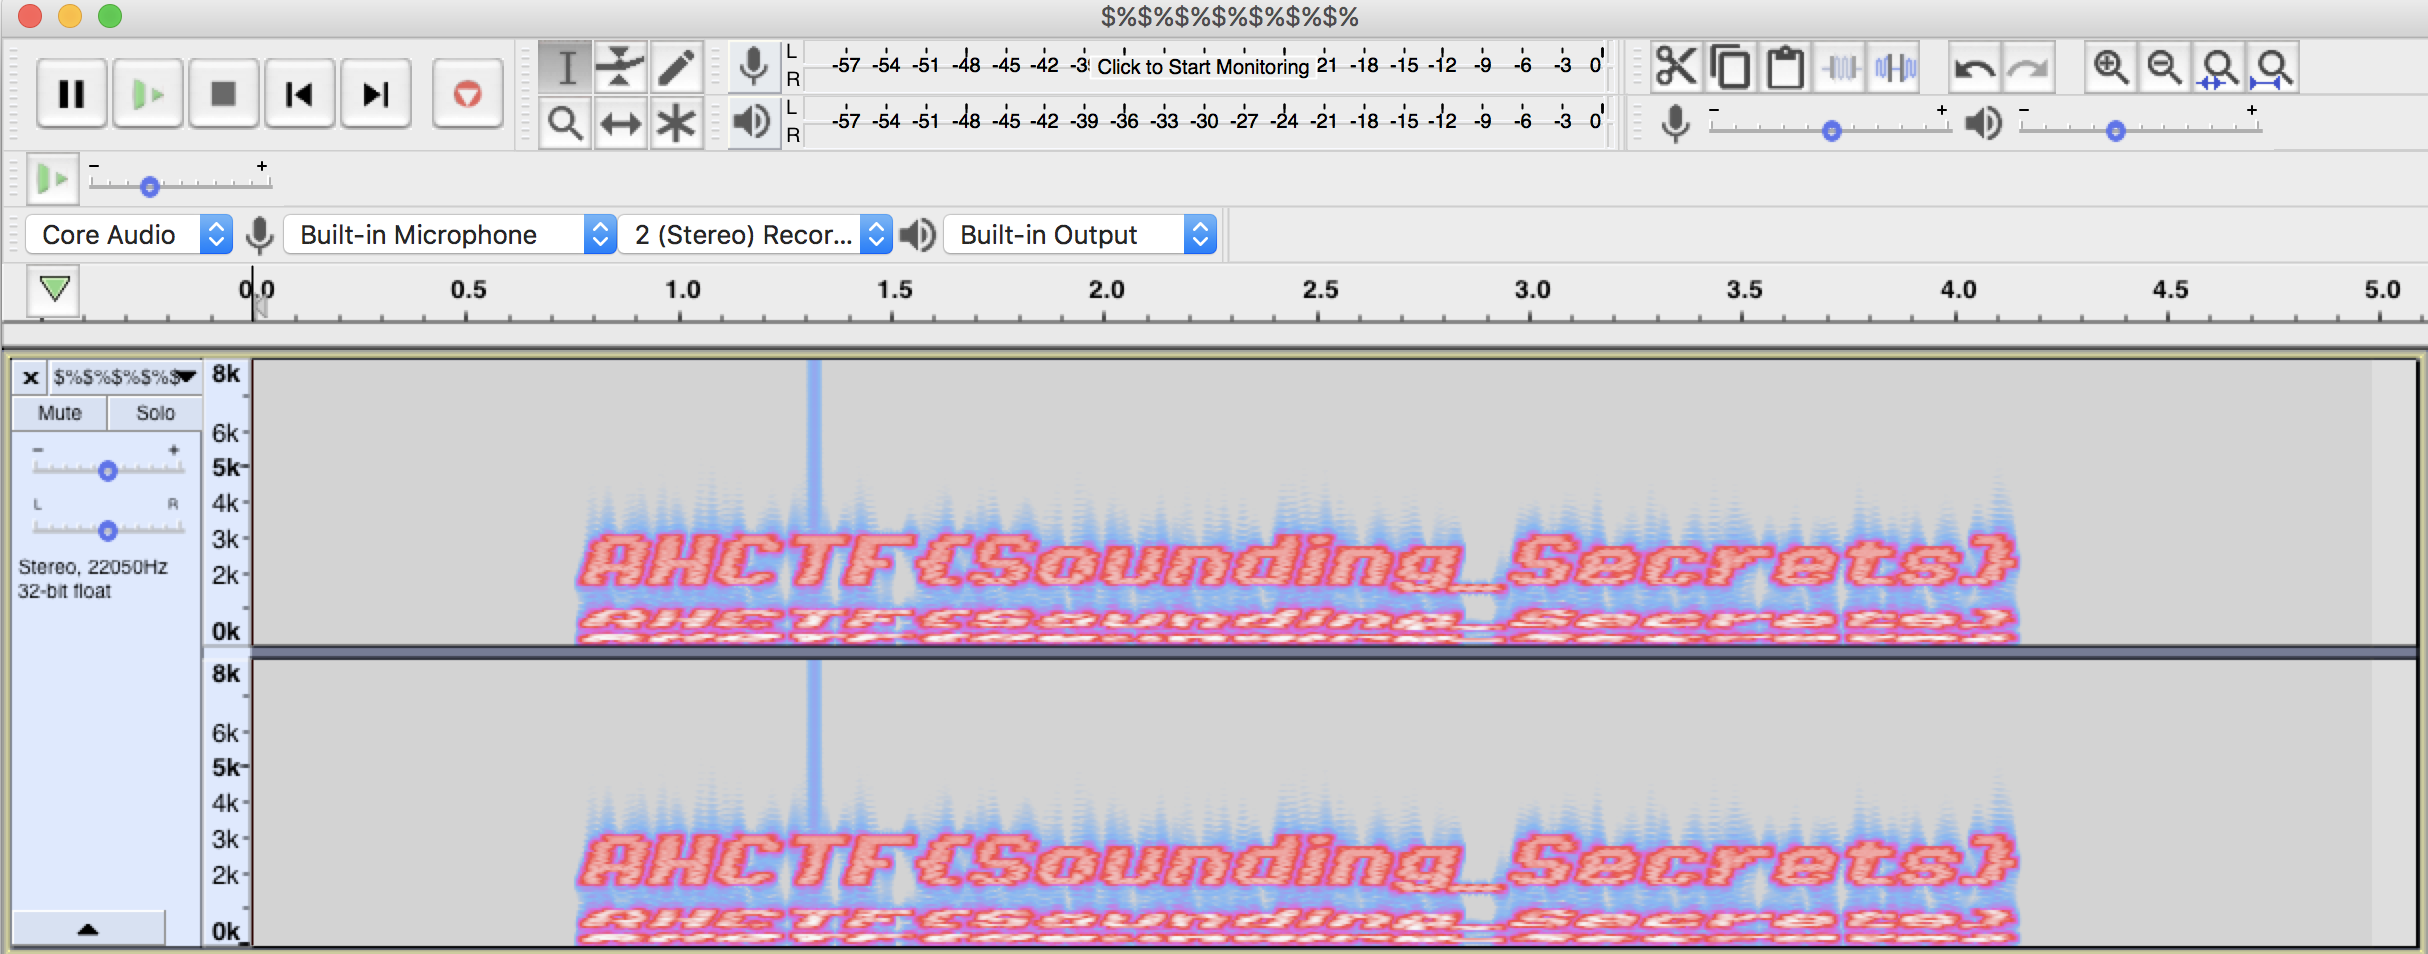 $%$%$%$%$%$%$%
L
R
-57 -54 -51 -48 -45 -42 -39 Click to Start Monitoring 21 -18 -15 -12 -9 -6 -3 0
L
R
-57 -54 -51 -48 -45 -42 -39 -36 -33 -30 -27 -24 -21 -18 -15 -12 -9 -6 -3 0
- + - +
- +
Core Audio Built-in Microphone 2 (Stereo) Recor... Built-in Output
0.0 0.5 1.0 1.5 2.0 2.5 3.0 3.5 4.0 4.5 5.0
x $%$%$%$%$ 8k
Mute Solo
6k
- +
5k
L R 4k
3k AHCTF{Sounding_Secrets}
Stereo, 22050Hz
2k
32-bit float
AHCTF{Sounding_Secrets}
0k
8k
6k
5k
4k
3k
AHCTF{Sounding_Secrets}
2k
AHCTF{Sounding_Secrets}
0k